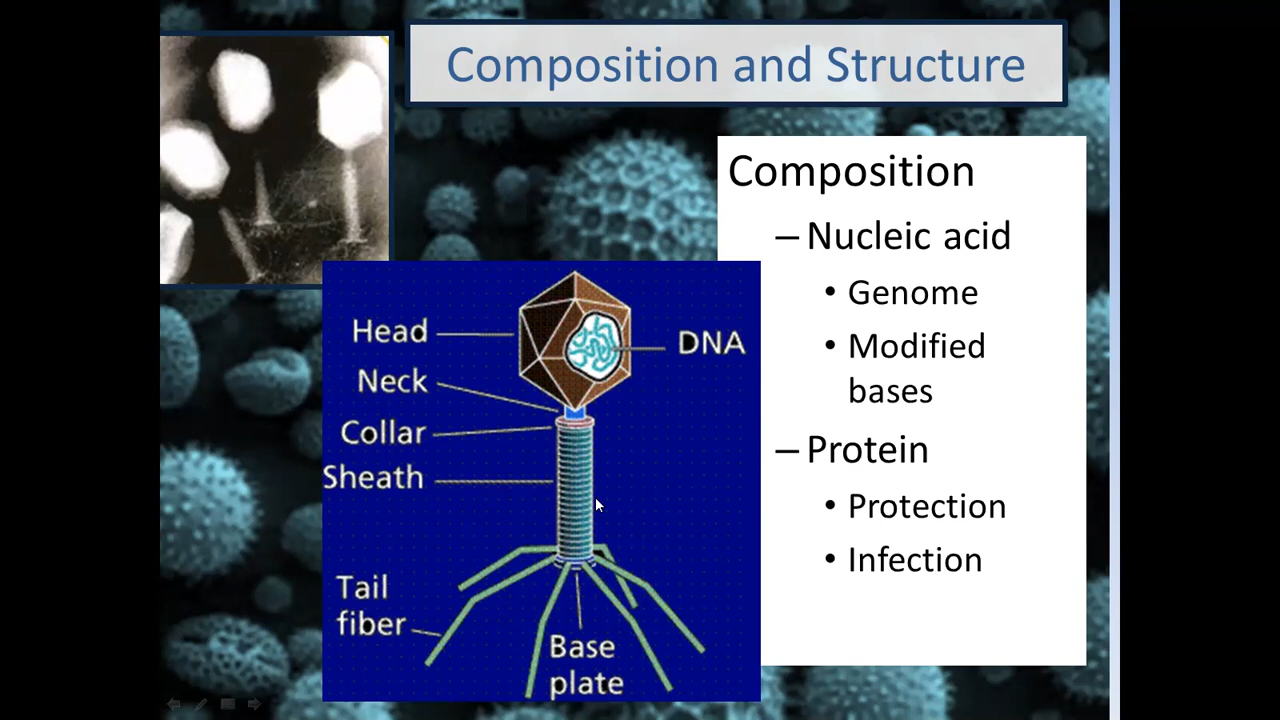 Composition and Structure
Composition
– Nucleic acid
• Genome
• Modified
bases
– Protein
• Protection
• Infection
Head
DNA
Neck
Collar
Sheath
Tail
fiber
Base
plate